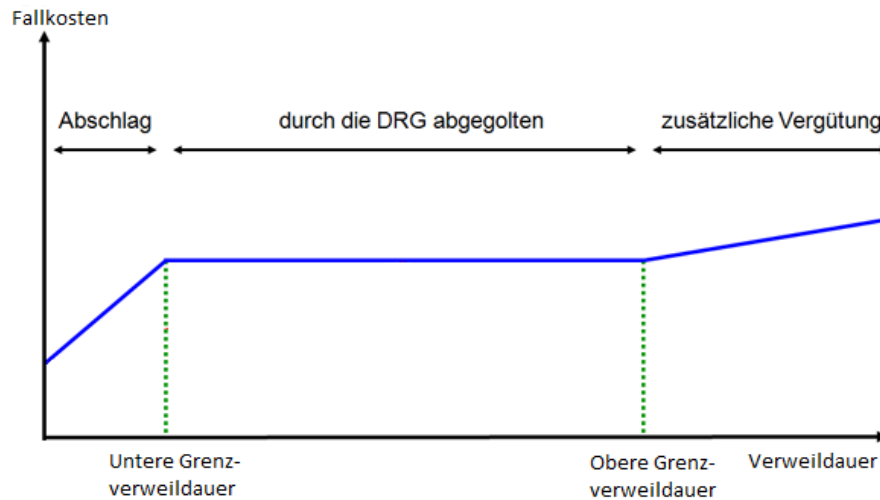 Fallkosten
Abschlag
durch die DRG abgegolten
zusätzliche Vergütung
Untere Grenz-
verweildauer
Obere Grenz-
verweildauer
Verweildauer